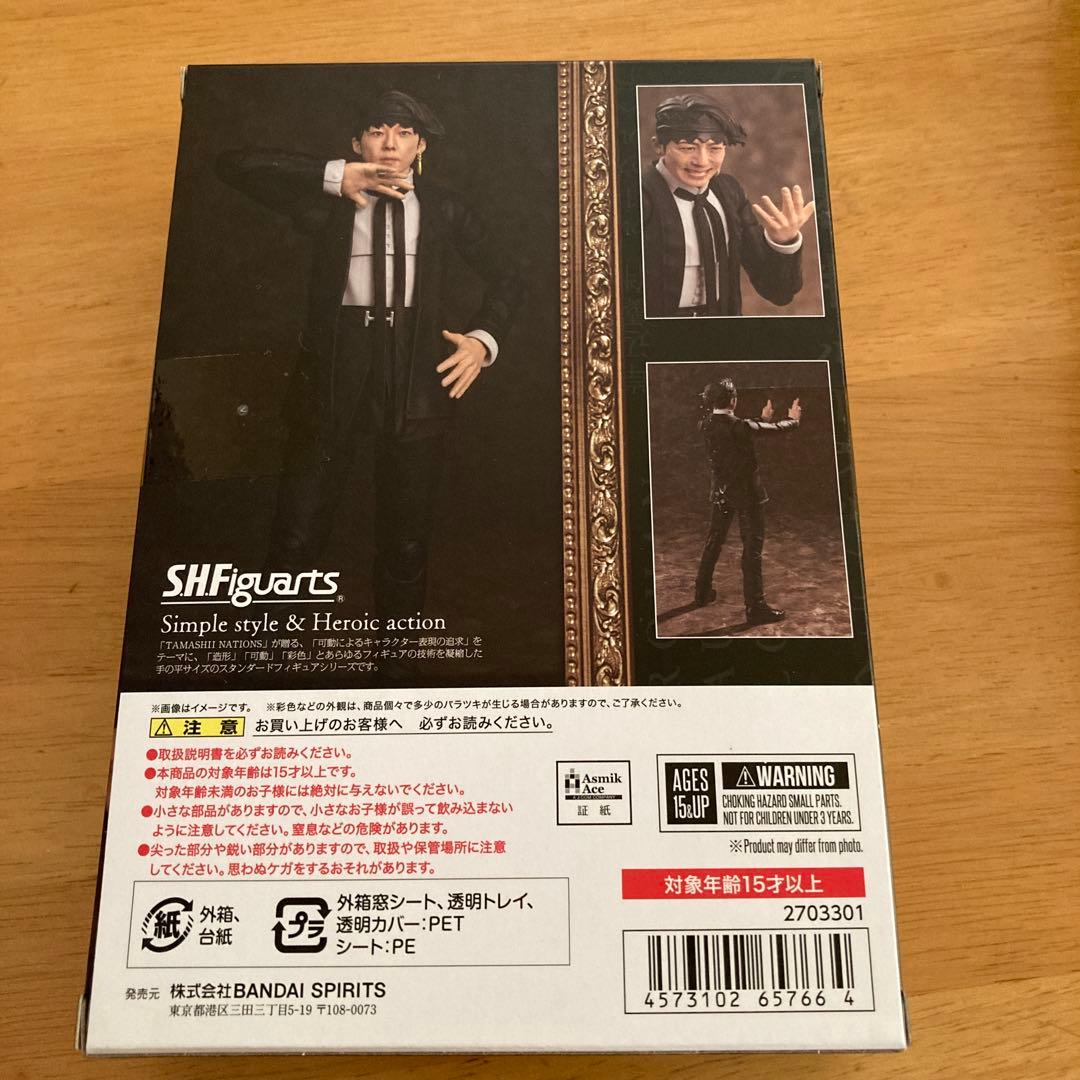 S.H.Figuarts®
Simple style & Heroic action
「TAMASHII NATIONS」が贈る、「可動によるキャラクター表現の追求」を
テーマに、「造形」「可動」「彩色」とあらゆるフィギュアの技術を凝縮した
手の平サイズのスタンダードフィギュアシリーズです。
※画像はイメージです。 ※彩色などの外観は、商品個々で多少のバラツキが生じる場合がありますので、ご了承ください。
注意 お買い上げのお客様へ 必ずお読みください。
●取扱説明書を必ずお読みください。
●本商品の対象年齢は15才以上です。
対象年齢未満のお子様には絶対に与えないでください。
●小さな部品がありますので、小さなお子様が誤って飲み込まない
ように注意してください。窒息などの危険があります。
●尖った部分や鋭い部分がありますので、取扱や保管場所に注意
してください。思わぬケガをするおそれがあります。
Asmik
Ace
A J:COM COMPANY
証紙
AGES
15&UP
WARNING
CHOKING HAZARD SMALL PARTS.
NOT FOR CHILDREN UNDER 3 YEARS.
※Product may differ from photo.
対象年齢15才以上
2703301
紙
外箱、
台紙
プラ
外箱窓シート、透明トレイ、
透明カバー:PET
シート:PE
発売元 株式会社BANDAI SPIRITS
東京都港区三田三丁目5-19 〒108-0073
4573102 65766 4